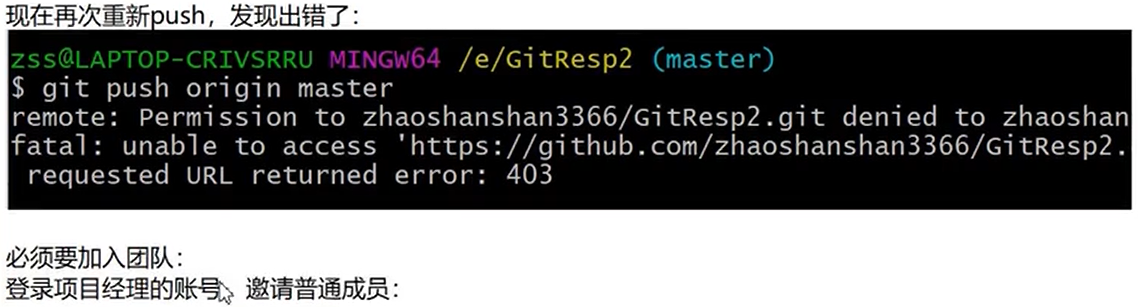 现在再次重新push，发现出错了：
zss@LAPTOP-CRIVSRRU MINGW64 /e/GitResp2 (master)
$ git push origin master
remote: Permission to zhaoshanshan3366/GitResp2.git denied to zhaoshan
fatal: unable to access 'https://github.com/zhaoshanshan3366/GitResp2.
requested URL returned error: 403
必须要加入团队：
登录项目经理的账号，邀请普通成员：